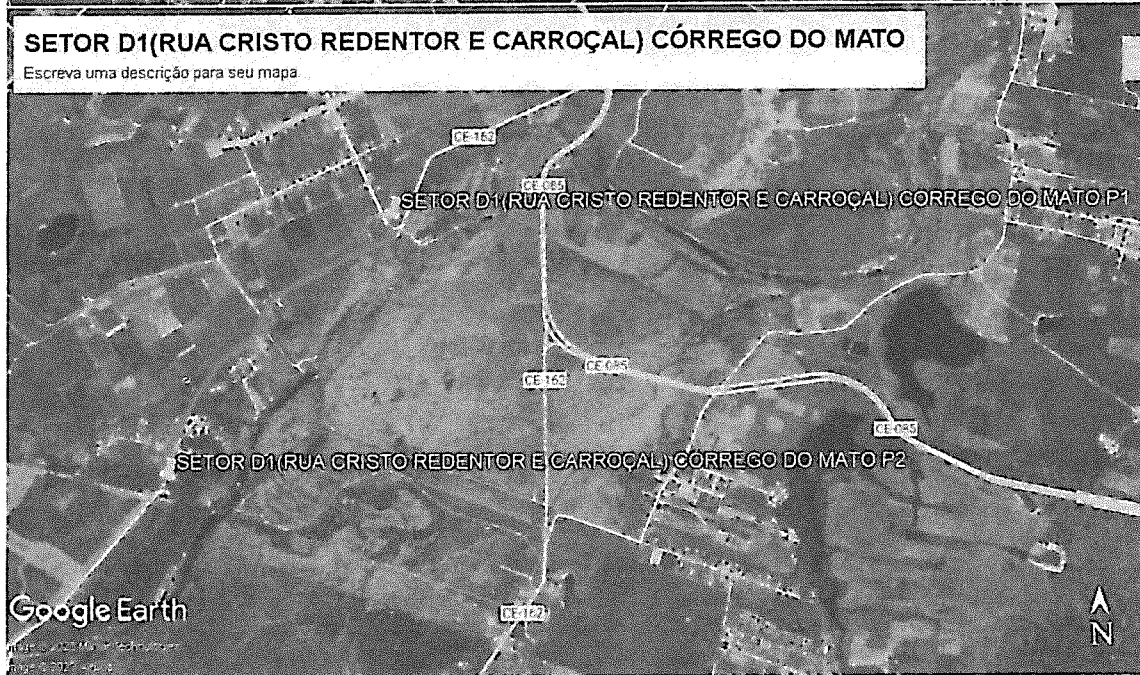 SETOR D1(RUA CRISTO REDENTOR E CARROÇAL) CÓRREGO DO MATO
Escreva uma descrição para seu mapa.
CE-162
CE-085
SETOR D1(RUA CRISTO REDENTOR E CARROÇAL) CORREGO DO MATO P1
CE-085
CE-162
CE-085
SETOR D1(RUA CRISTO REDENTOR E CARROÇAL) CORREGO DO MATO P2
Google Earth
CE-162
N